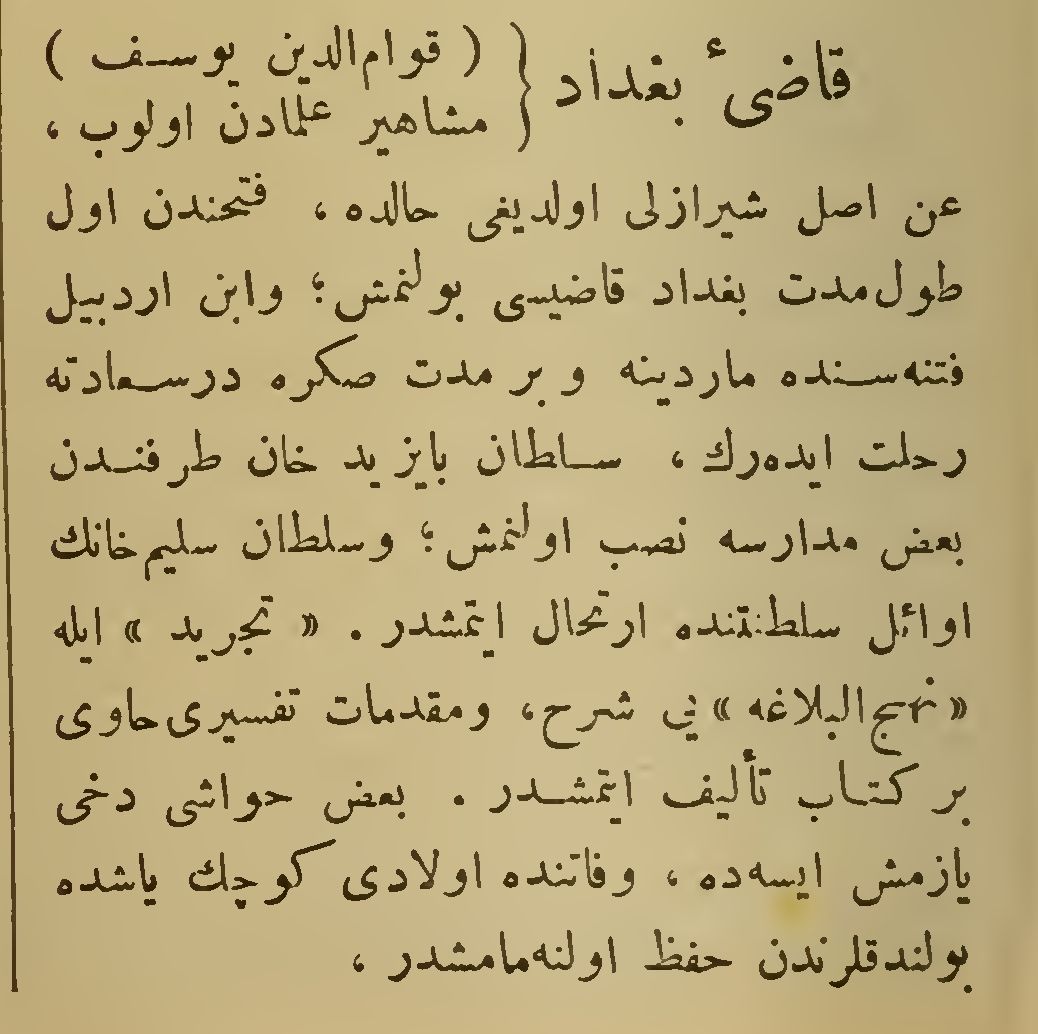 قاضیٔ بغداد { ( قوام‌الدین یوسف )
مشاهیر علمادن اولوب ،
عن اصل شیرازلی اولدیغی حالده ، فتحندن اول
طول‌مدت بغداد قاضیسی بولنمش ؛ وابن اردبیل
فتنه‌سنده ماردینه و بر مدت صكره درسعادته
رحلت ایده‌رك ، سلطان بایزید خان طرفندن
بعض مدارسه نصب اولنمش ؛ وسلطان سلیم‌خانك
اوائل سلطنتنده ارتحال ایتمشدر . « تجرید » ایله
« نهج‌البلاغه » یی شرح ، ومقدمات تفسیری حاوی
بر كتاب تألیف ایتمشدر . بعض حواشی دخی
یازمش ایسه‌ده ، وفاتنده اولادی كوچك یاشده
بولندقلرندن حفظ اولنه‌مامشدر ،